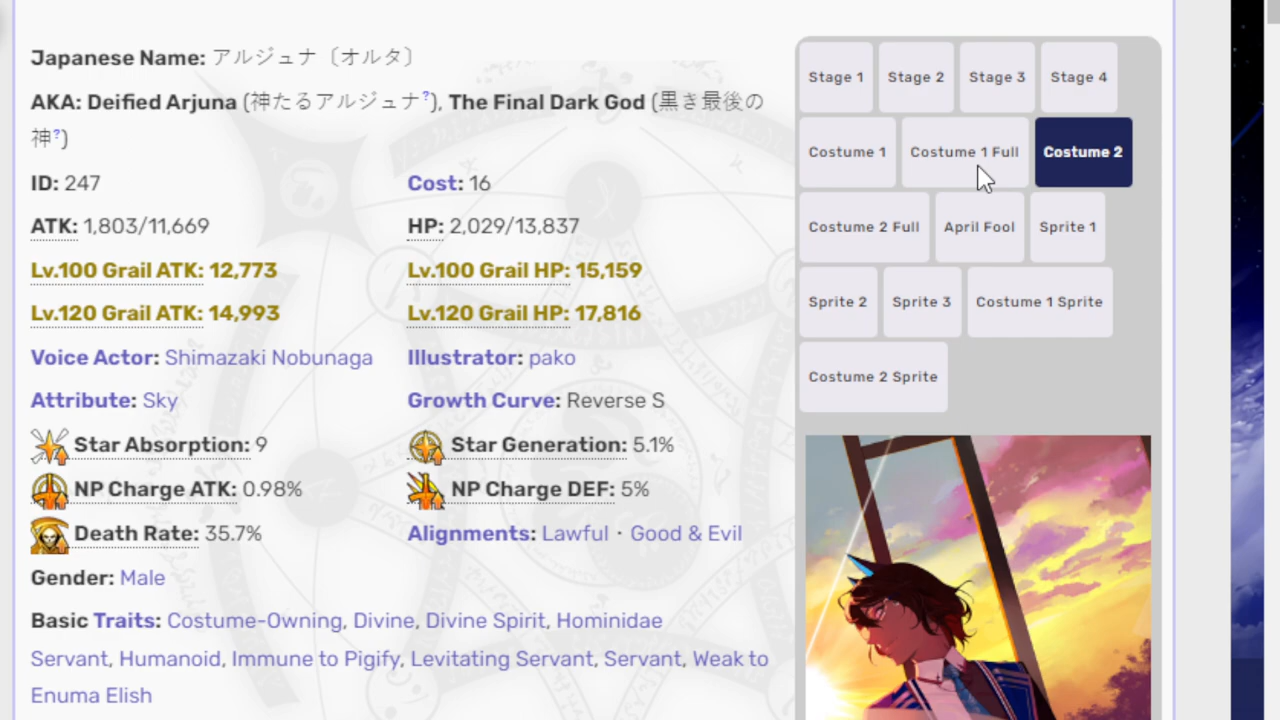 Japanese Name: アルジュナ〔オルタ〕
AKA: Deified Arjuna (神たるアルジュナ?), The Final Dark God (黒き最後の
神?)
ID: 247
Cost: 16
ATK: 1,803/11,669
HP: 2,029/13,837
Lv.100 Grail ATK: 12,773
Lv.100 Grail HP: 15,159
Lv.120 Grail ATK: 14,993
Lv.120 Grail HP: 17,816
Voice Actor: Shimazaki Nobunaga
Illustrator: pako
Attribute: Sky
Growth Curve: Reverse S
Star Absorption: 9
Star Generation: 5.1%
NP Charge ATK: 0.98%
NP Charge DEF: 5%
Death Rate: 35.7%
Alignments: Lawful・Good & Evil
Gender: Male
Basic Traits: Costume-Owning, Divine, Divine Spirit, Hominidae
Servant, Humanoid, Immune to Pigify, Levitating Servant, Servant, Weak to
Enuma Elish
Stage 1
Stage 2
Stage 3
Stage 4
Costume 1
Costume 1 Full
Costume 2
Costume 2 Full
April Fool
Sprite 1
Sprite 2
Sprite 3
Costume 1 Sprite
Costume 2 Sprite